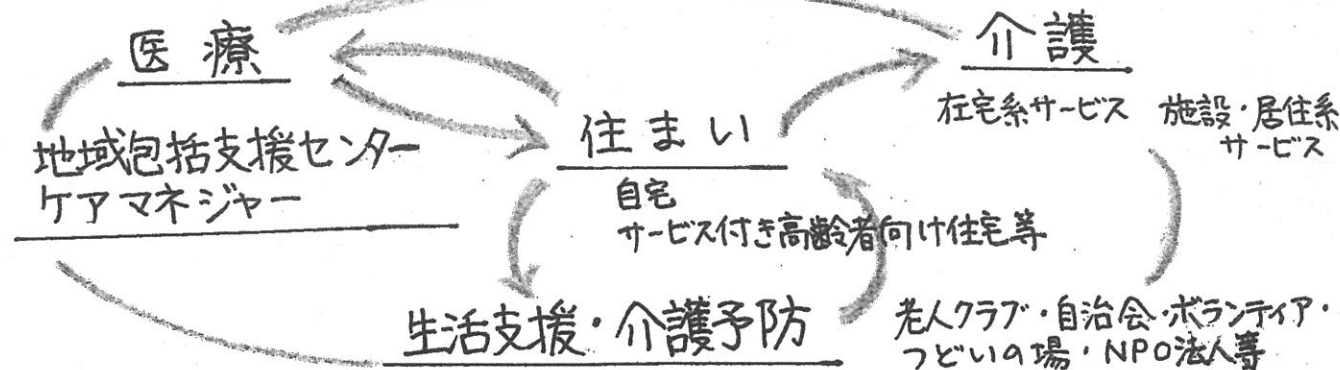 医療
介護
在宅系サービス
施設・居住系
サービス
住まい
自宅
サービス付き高齢者向け住宅等
地域包括支援センター
ケアマネジャー
生活支援・介護予防
老人クラブ・自治会・ボランティア・
つどいの場・NPO法人等